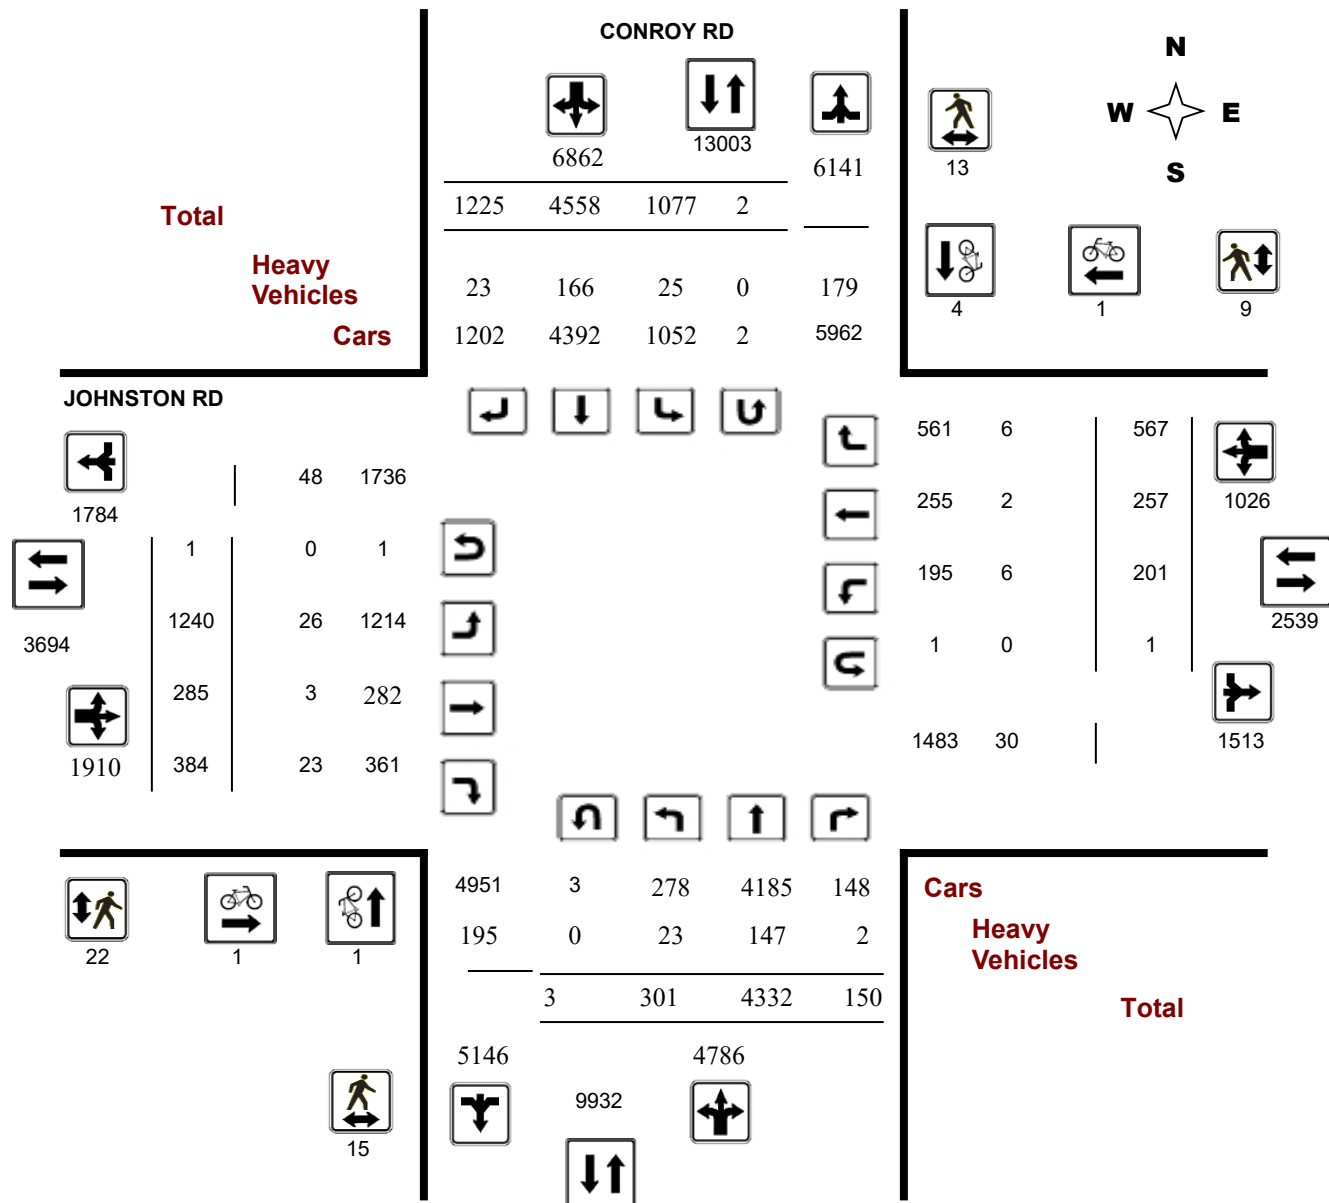 CONROY RD
N
W E
S
6862 13003 6141 13
Total 1225 4558 1077 2
Heavy
Vehicles 23 166 25 0 179
4 1 9
Cars 1202 4392 1052 2 5962
JOHNSTON RD
561 6 567
48 1736
1784 255 2 257 1026
1 0 1
195 6 201
1240 26 1214 2539
3694 1 0 1
285 3 282
1483 30 1513
1910 384 23 361
4951 3 278 4185 148 Cars
195 0 23 147 2 Heavy
Vehicles
22 1 1
3 301 4332 150 Total
5146 4786
9932
15